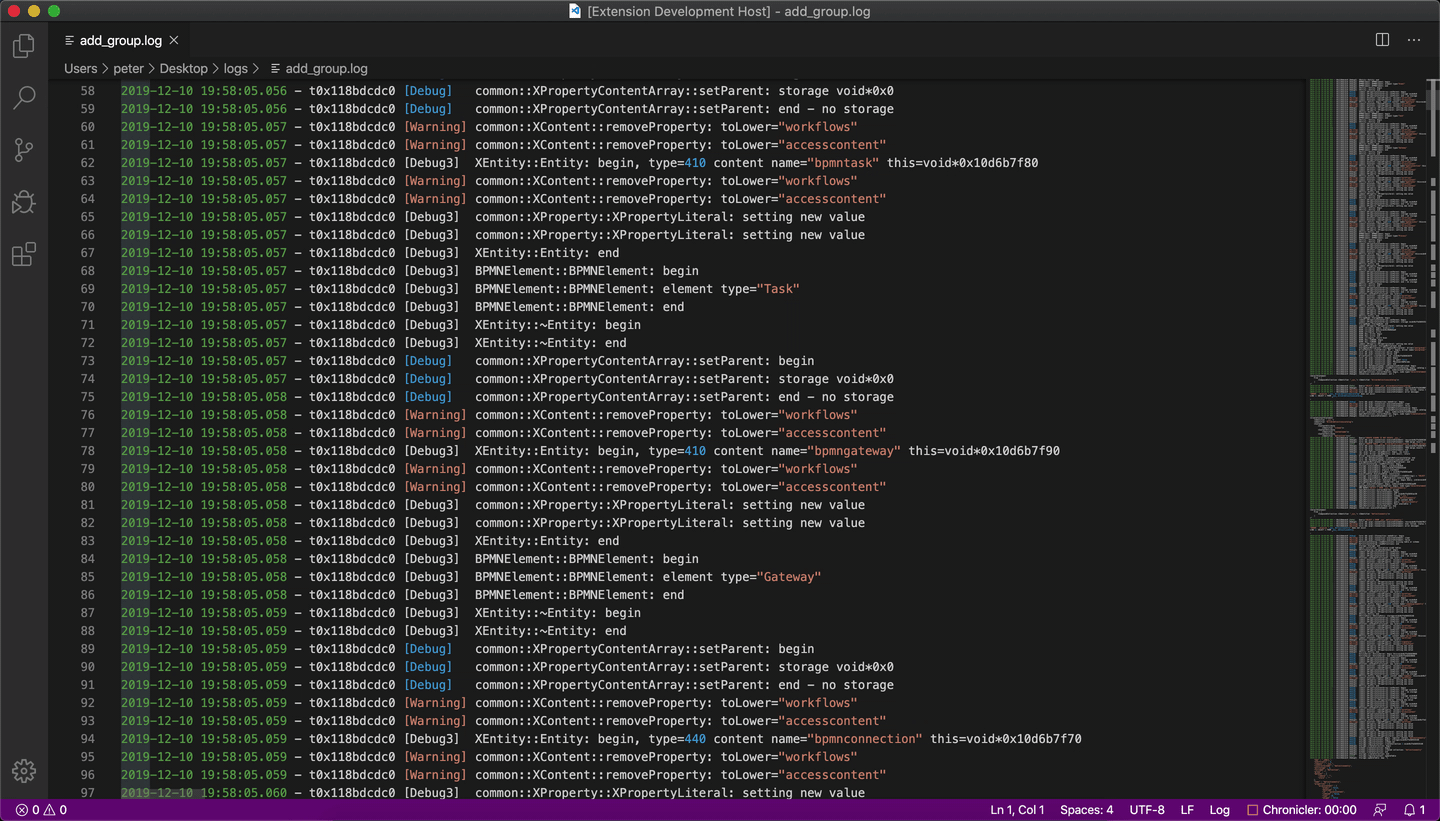 [Extension Development Host] - add_group.log
add_group.log
Users > peter > Desktop > logs > add_group.log
58 2019-12-10 19:58:05.056 - t0x118bdcdc0 [Debug] common::XPropertyContentArray::setParent: storage void*0x0
59 2019-12-10 19:58:05.056 - t0x118bdcdc0 [Debug] common::XPropertyContentArray::setParent: end - no storage
60 2019-12-10 19:58:05.057 - t0x118bdcdc0 [Warning] common::XContent::removeProperty: toLower="workflows"
61 2019-12-10 19:58:05.057 - t0x118bdcdc0 [Warning] common::XContent::removeProperty: toLower="accesscontent"
62 2019-12-10 19:58:05.057 - t0x118bdcdc0 [Debug3] XEntity::Entity: begin, type=410 content name="bpmntask" this=void*0x10d6b7f80
63 2019-12-10 19:58:05.057 - t0x118bdcdc0 [Warning] common::XContent::removeProperty: toLower="workflows"
64 2019-12-10 19:58:05.057 - t0x118bdcdc0 [Warning] common::XContent::removeProperty: toLower="accesscontent"
65 2019-12-10 19:58:05.057 - t0x118bdcdc0 [Debug3] common::XProperty::XPropertyLiteral: setting new value
66 2019-12-10 19:58:05.057 - t0x118bdcdc0 [Debug3] common::XProperty::XPropertyLiteral: setting new value
67 2019-12-10 19:58:05.057 - t0x118bdcdc0 [Debug3] XEntity::Entity: end
68 2019-12-10 19:58:05.057 - t0x118bdcdc0 [Debug3] BPMNElement::BPMNElement: begin
69 2019-12-10 19:58:05.057 - t0x118bdcdc0 [Debug3] BPMNElement::BPMNElement: element type="Task"
70 2019-12-10 19:58:05.057 - t0x118bdcdc0 [Debug3] BPMNElement::BPMNElement: end
71 2019-12-10 19:58:05.057 - t0x118bdcdc0 [Debug3] XEntity::~Entity: begin
72 2019-12-10 19:58:05.057 - t0x118bdcdc0 [Debug3] XEntity::~Entity: end
73 2019-12-10 19:58:05.057 - t0x118bdcdc0 [Debug] common::XPropertyContentArray::setParent: begin
74 2019-12-10 19:58:05.057 - t0x118bdcdc0 [Debug] common::XPropertyContentArray::setParent: storage void*0x0
75 2019-12-10 19:58:05.057 - t0x118bdcdc0 [Debug] common::XPropertyContentArray::setParent: end - no storage
76 2019-12-10 19:58:05.058 - t0x118bdcdc0 [Warning] common::XContent::removeProperty: toLower="workflows"
77 2019-12-10 19:58:05.058 - t0x118bdcdc0 [Warning] common::XContent::removeProperty: toLower="accesscontent"
78 2019-12-10 19:58:05.058 - t0x118bdcdc0 [Debug3] XEntity::Entity: begin, type=410 content name="bpmngateway" this=void*0x10d6b7f90
79 2019-12-10 19:58:05.058 - t0x118bdcdc0 [Warning] common::XContent::removeProperty: toLower="workflows"
80 2019-12-10 19:58:05.058 - t0x118bdcdc0 [Warning] common::XContent::removeProperty: toLower="accesscontent"
81 2019-12-10 19:58:05.058 - t0x118bdcdc0 [Debug3] common::XProperty::XPropertyLiteral: setting new value
82 2019-12-10 19:58:05.058 - t0x118bdcdc0 [Debug3] common::XProperty::XPropertyLiteral: setting new value
83 2019-12-10 19:58:05.058 - t0x118bdcdc0 [Debug3] XEntity::Entity: end
84 2019-12-10 19:58:05.058 - t0x118bdcdc0 [Debug3] BPMNElement::BPMNElement: begin
85 2019-12-10 19:58:05.058 - t0x118bdcdc0 [Debug3] BPMNElement::BPMNElement: element type="Gateway"
86 2019-12-10 19:58:05.058 - t0x118bdcdc0 [Debug3] BPMNElement::BPMNElement: end
87 2019-12-10 19:58:05.059 - t0x118bdcdc0 [Debug3] XEntity::~Entity: begin
88 2019-12-10 19:58:05.059 - t0x118bdcdc0 [Debug3] XEntity::~Entity: end
89 2019-12-10 19:58:05.059 - t0x118bdcdc0 [Debug] common::XPropertyContentArray::setParent: begin
90 2019-12-10 19:58:05.059 - t0x118bdcdc0 [Debug] common::XPropertyContentArray::setParent: storage void*0x0
91 2019-12-10 19:58:05.059 - t0x118bdcdc0 [Debug] common::XPropertyContentArray::setParent: end - no storage
92 2019-12-10 19:58:05.059 - t0x118bdcdc0 [Warning] common::XContent::removeProperty: toLower="workflows"
93 2019-12-10 19:58:05.059 - t0x118bdcdc0 [Warning] common::XContent::removeProperty: toLower="accesscontent"
94 2019-12-10 19:58:05.059 - t0x118bdcdc0 [Debug3] XEntity::Entity: begin, type=440 content name="bpmnconnection" this=void*0x10d6b7f70
95 2019-12-10 19:58:05.059 - t0x118bdcdc0 [Warning] common::XContent::removeProperty: toLower="workflows"
96 2019-12-10 19:58:05.059 - t0x118bdcdc0 [Warning] common::XContent::removeProperty: toLower="accesscontent"
97 2019-12-10 19:58:05.060 - t0x118bdcdc0 [Debug3] common::XProperty::XPropertyLiteral: setting new value
0 0 Ln 1, Col 1 Spaces: 4 UTF-8 LF Log Chronicler: 00:00 1